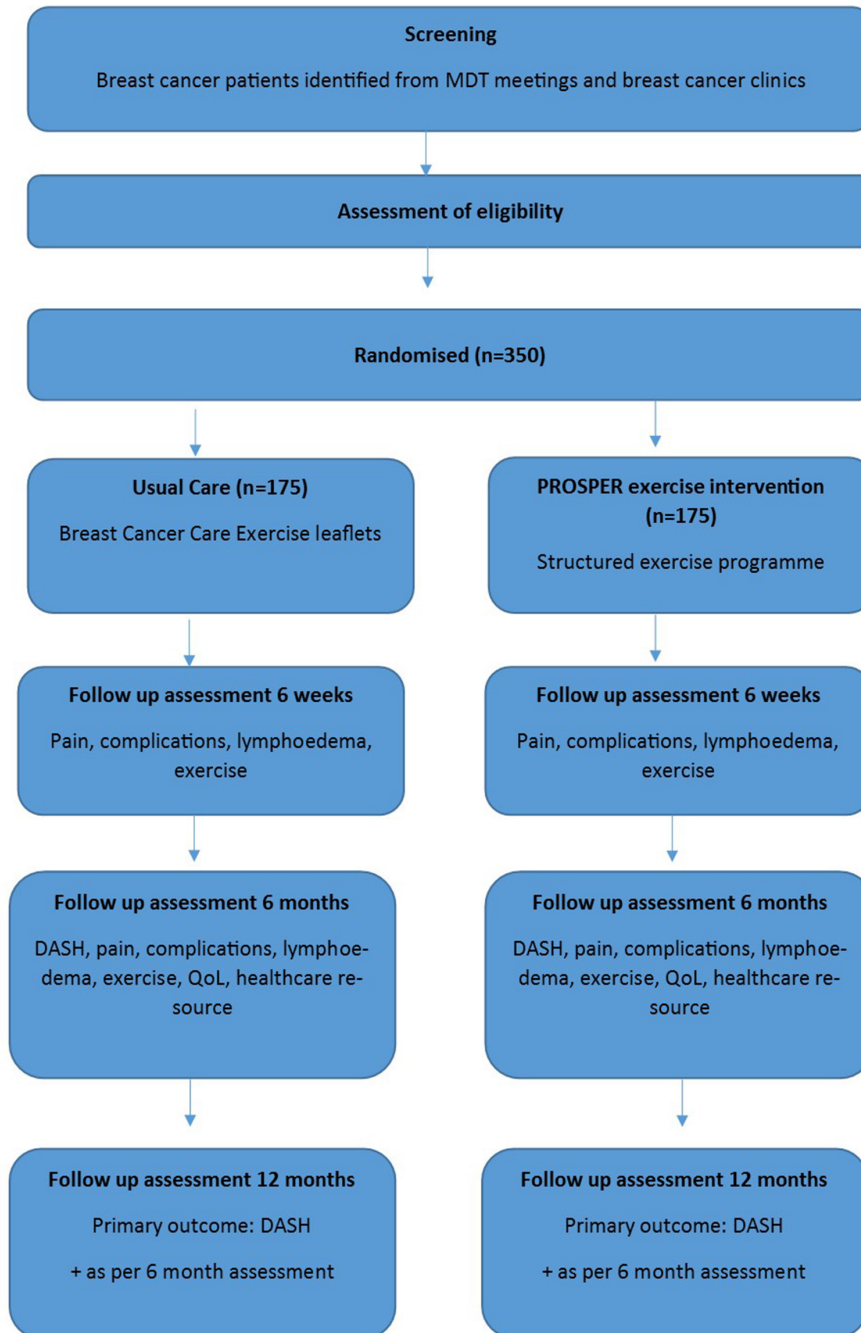 Screening
Breast cancer patients identified from MDT meetings and breast cancer clinics
Assessment of eligibility
Randomised (n=350)
Usual Care (n=175)
Breast Cancer Care Exercise leaflets
PROSPER exercise intervention
(n=175)
Structured exercise programme
Follow up assessment 6 weeks
Pain, complications, lymphoedema,
exercise
Follow up assessment 6 weeks
Pain, complications, lymphoedema,
exercise
Follow up assessment 6 months
DASH, pain, complications, lymphoe-
dema, exercise, QoL, healthcare re-
source
Follow up assessment 6 months
DASH, pain, complications, lymphoe-
dema, exercise, QoL, healthcare re-
source
Follow up assessment 12 months
Primary outcome: DASH
+ as per 6 month assessment
Follow up assessment 12 months
Primary outcome: DASH
+ as per 6 month assessment